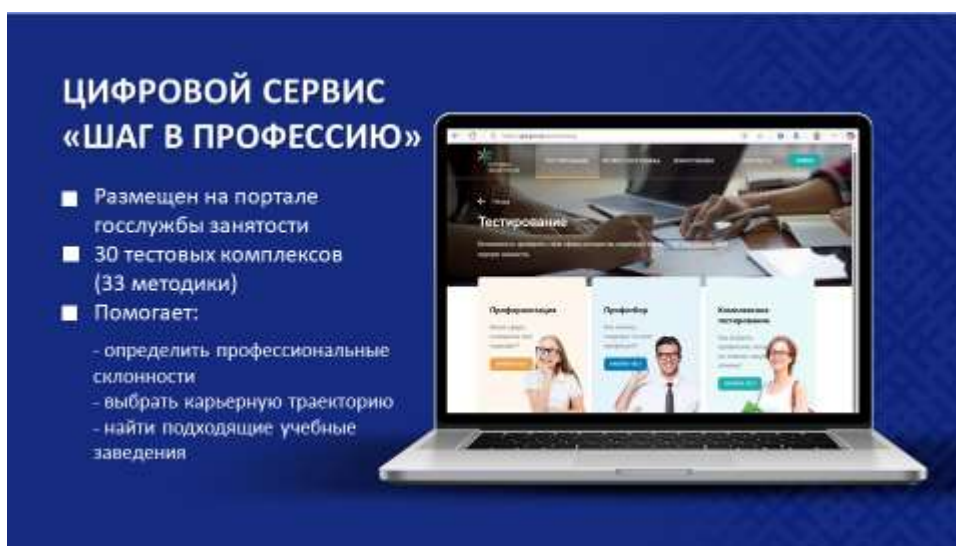 ЦИФРОВОЙ СЕРВИС
«ШАГ В ПРОФЕССИЮ»
Размещен на портале
госслужбы занятости
30 тестовых комплексов
(33 методики)
Помогает:
- определить профессиональные
склонности
- выбрать карьерную траекторию
- найти подходящие учебные
заведения
Назад
Тестирование
Профориентация
Профотбор
Комплексное
тестирование